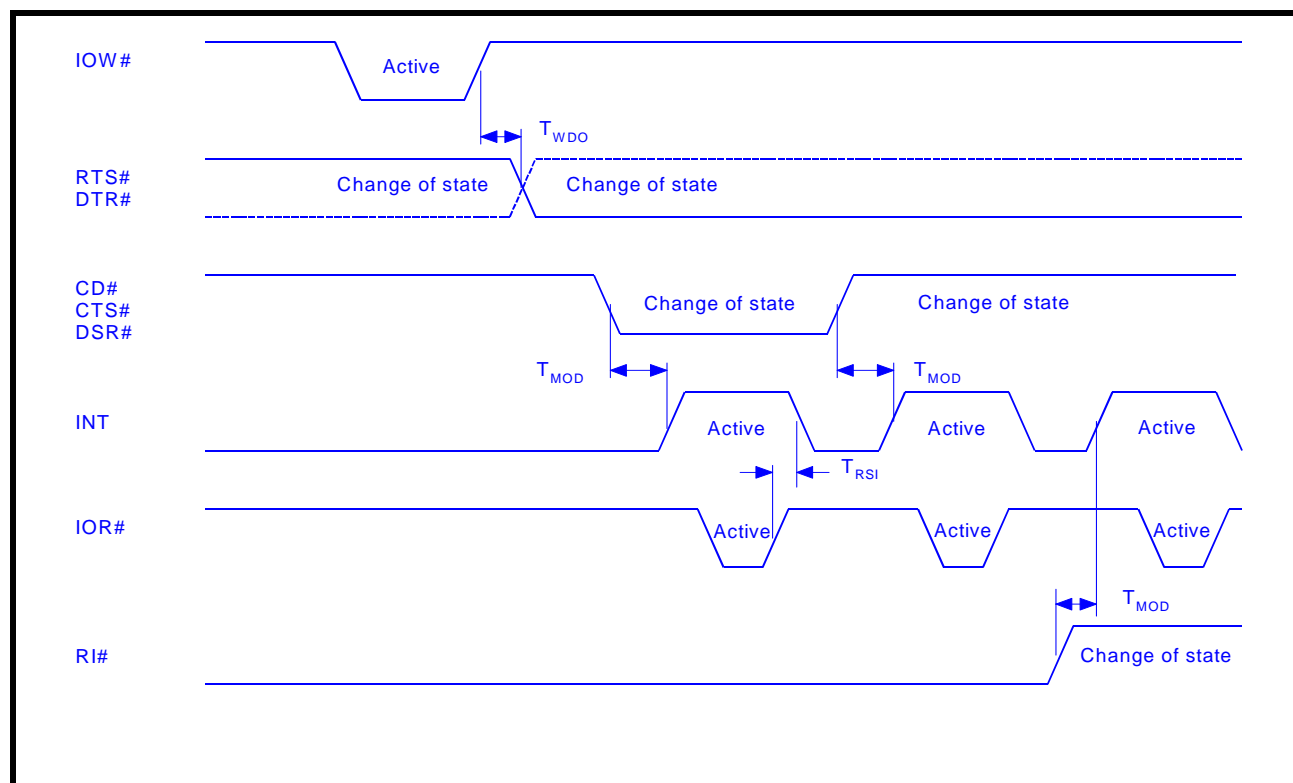 IOW#
Active
TWDO
RTS#
DTR#
Change of state
Change of state
CD#
CTS#
DSR#
Change of state
Change of state
TMOD
TMOD
INT
Active
Active
Active
TRSI
IOR#
Active
Active
Active
TMOD
RI#
Change of state